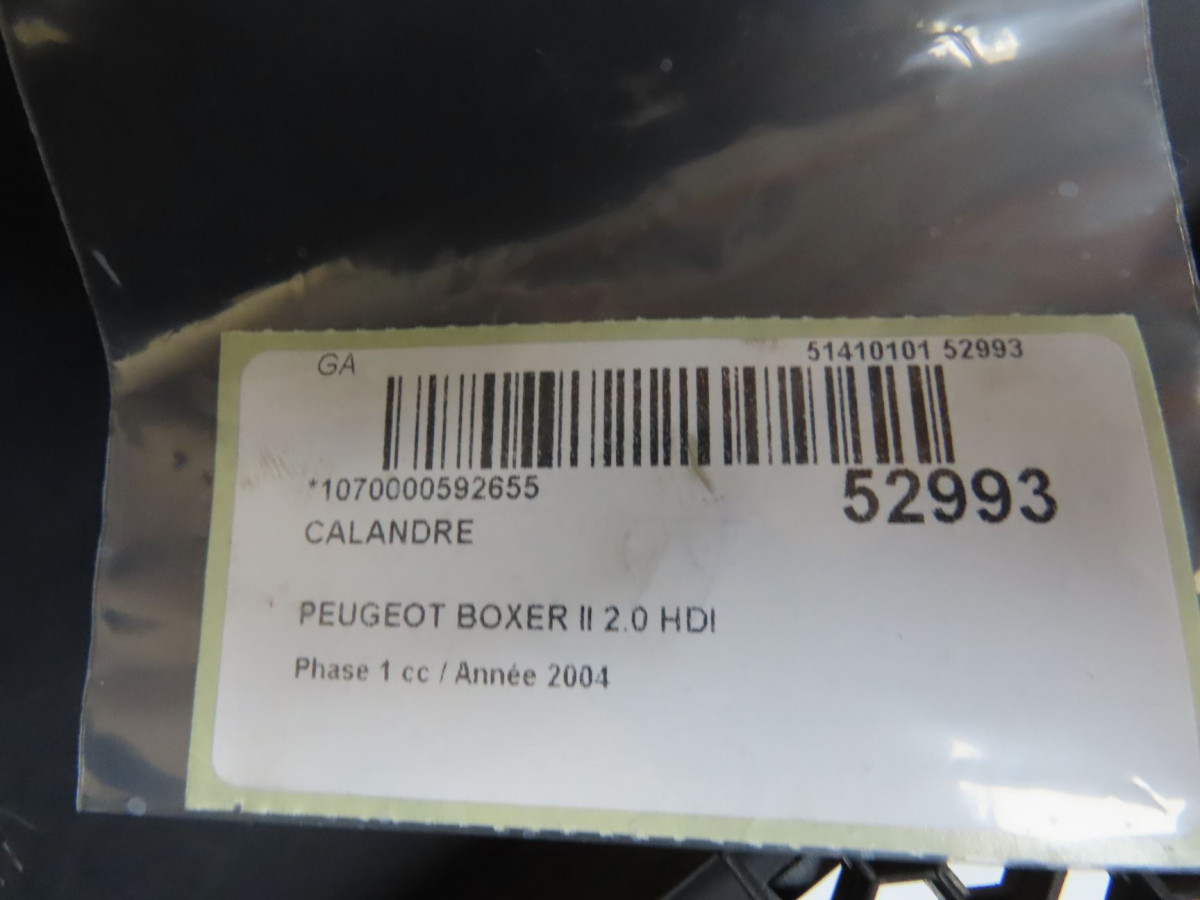 GA
51410101 52993
*1070000592655
52993
CALANDRE
PEUGEOT BOXER II 2.0 HDI
Phase 1 cc / Année 2004